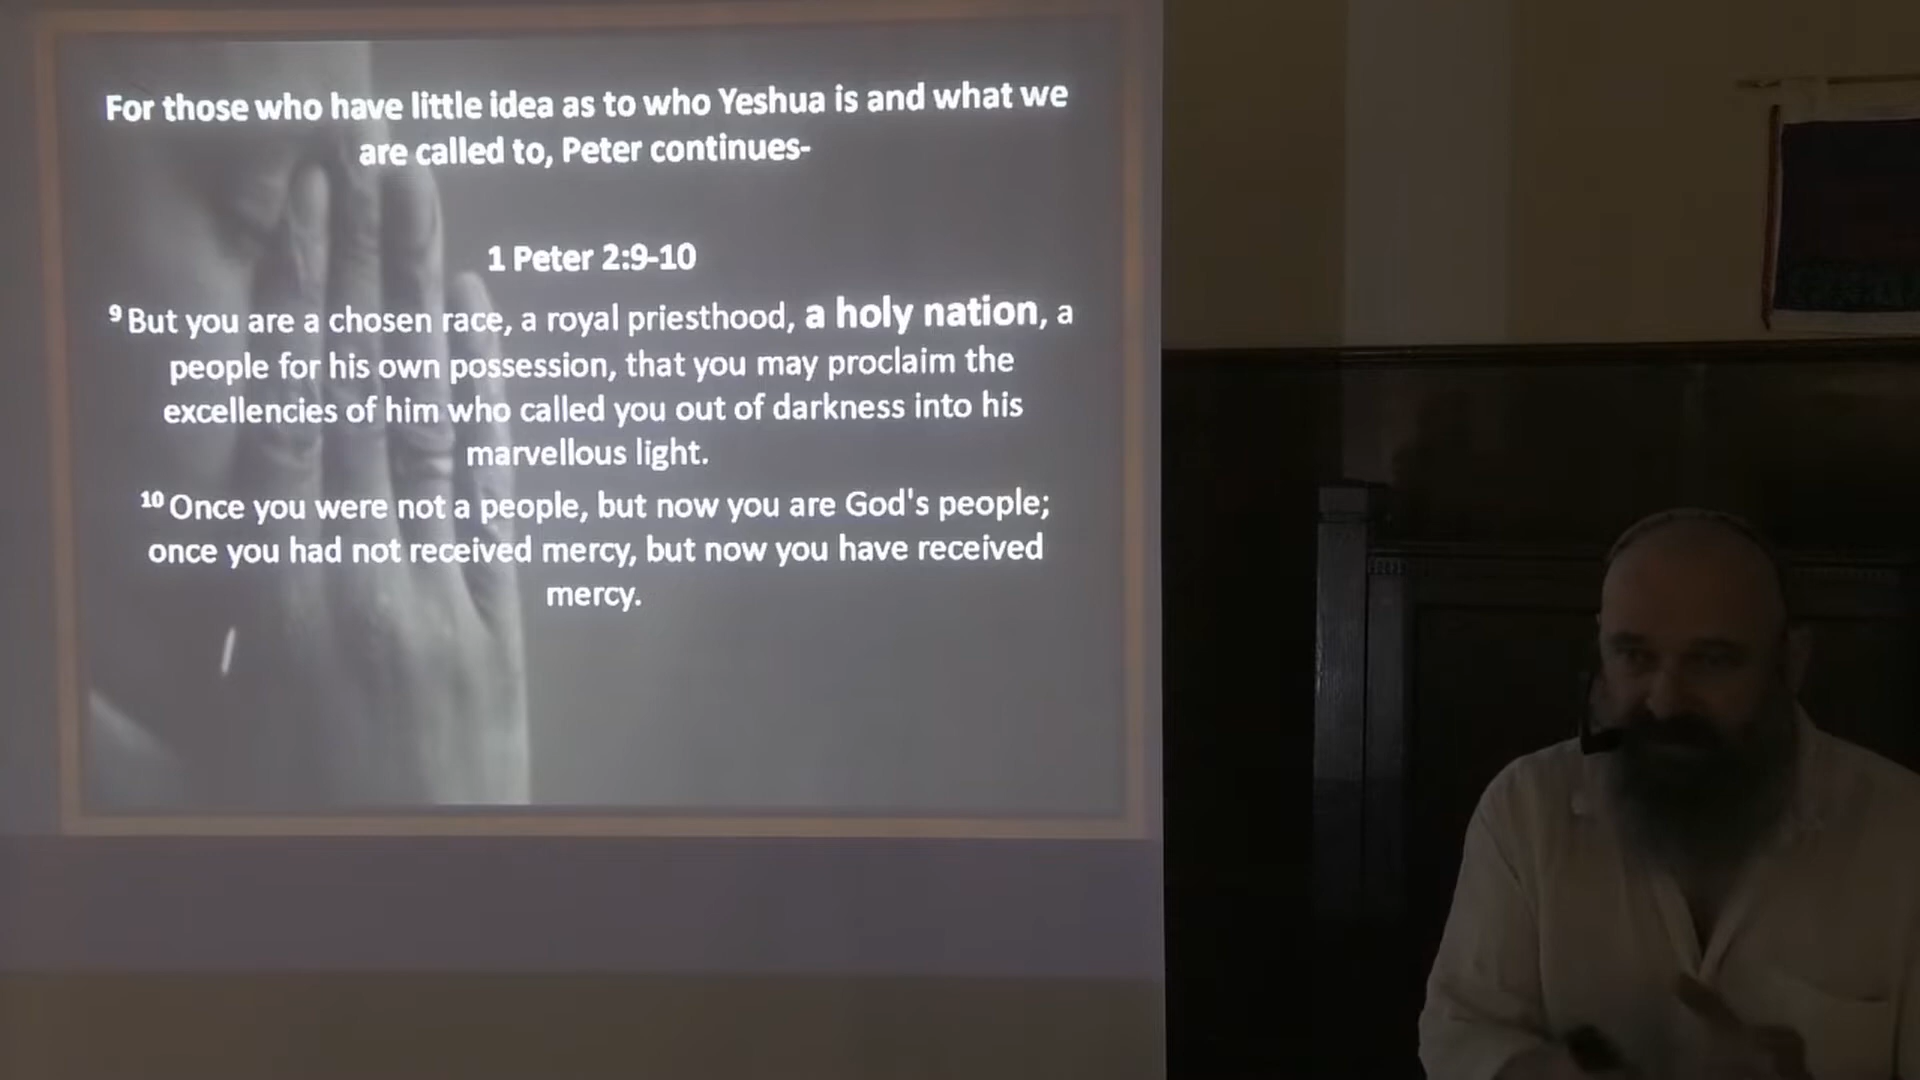 For those who have little idea as to who Yeshua is and what we
are called to, Peter continues-
1 Peter 2:9-10
⁹ But you are a chosen race, a royal priesthood, a holy nation, a
people for his own possession, that you may proclaim the
excellencies of him who called you out of darkness into his
marvellous light.
¹⁰ Once you were not a people, but now you are God's people;
once you had not received mercy, but now you have received
mercy.